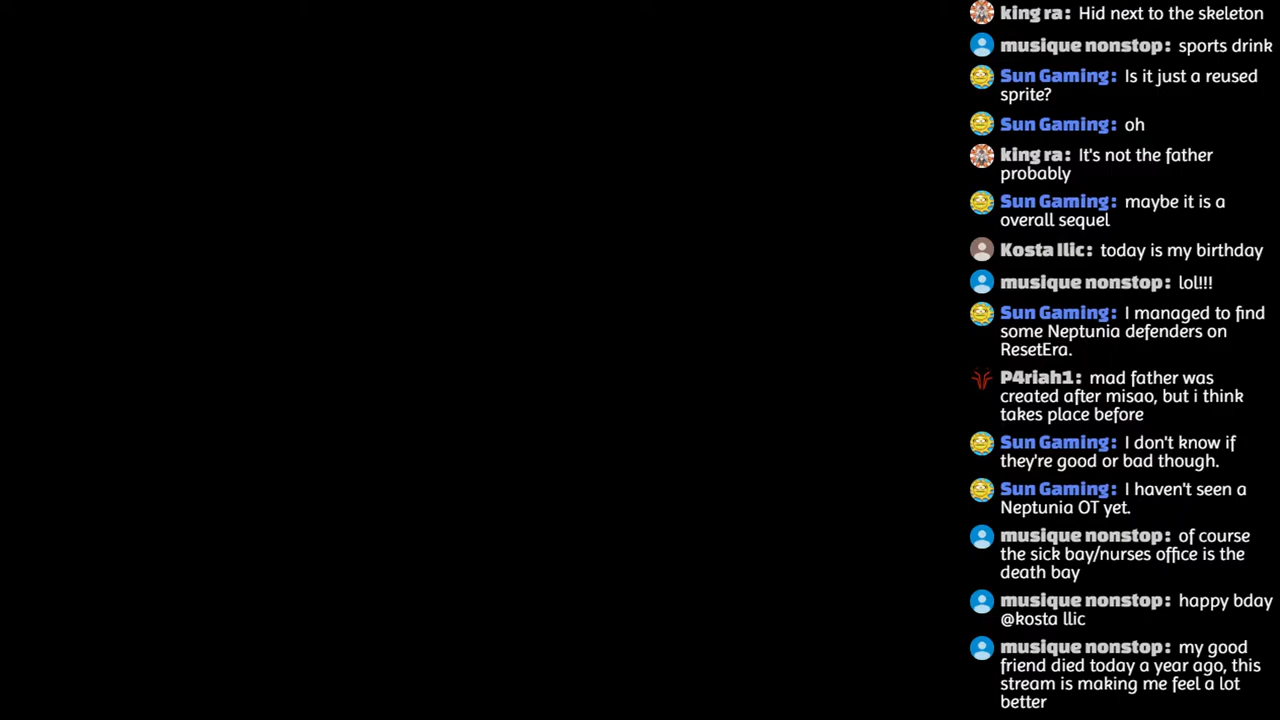 king ra: Hid next to the skeleton
musique nonstop: sports drink
Sun Gaming: Is it just a reused
sprite?
Sun Gaming: oh
king ra: It's not the father
probably
Sun Gaming: maybe it is a
overall sequel
Kosta Ilic: today is my birthday
musique nonstop: lol!!!
Sun Gaming: I managed to find
some Neptunia defenders on
ResetEra.
P4riah1: mad father was
created after misao, but i think
takes place before
Sun Gaming: I don't know if
they're good or bad though.
Sun Gaming: I haven't seen a
Neptunia OT yet.
musique nonstop: of course
the sick bay/nurses office is the
death bay
musique nonstop: happy bday
@kosta llic
musique nonstop: my good
friend died today a year ago, this
stream is making me feel a lot
better